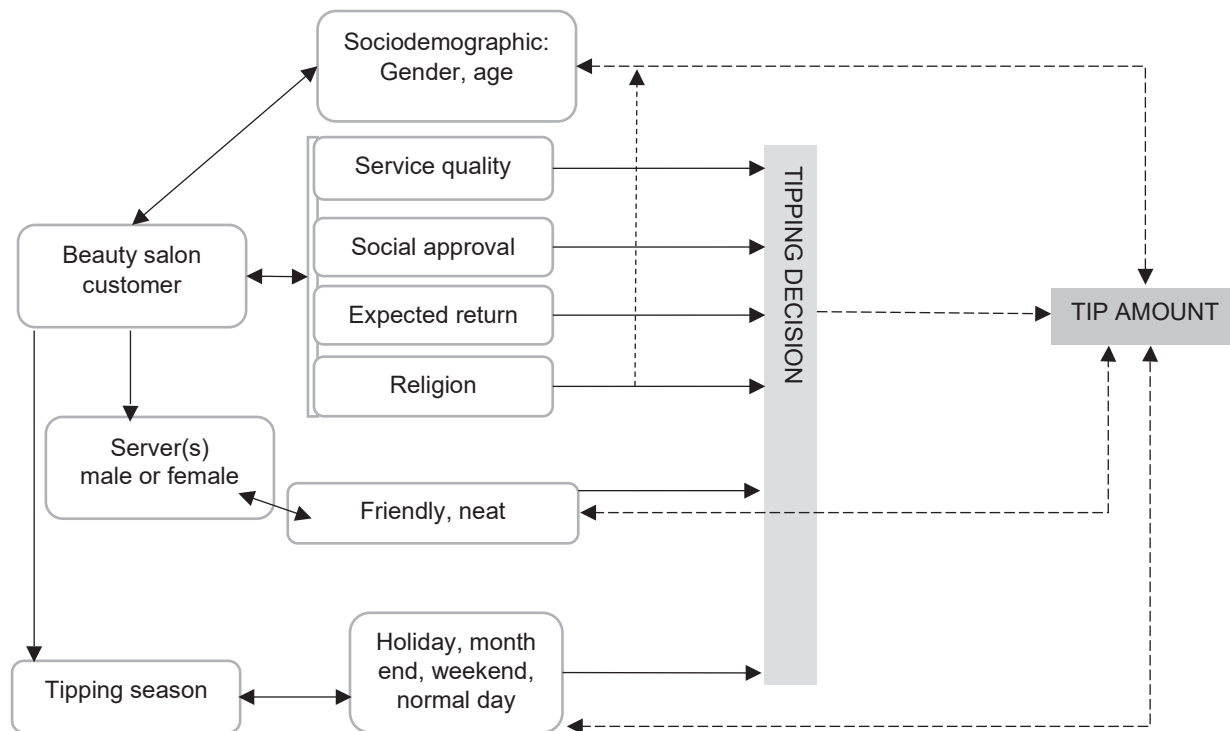 Sociodemographic:
Gender, age
Service quality
Social approval
Expected return
Religion
Beauty salon
customer
TIPPING DECISION
TIP AMOUNT
Server(s)
male or female
Friendly, neat
Tipping season
Holiday, month
end, weekend,
normal day